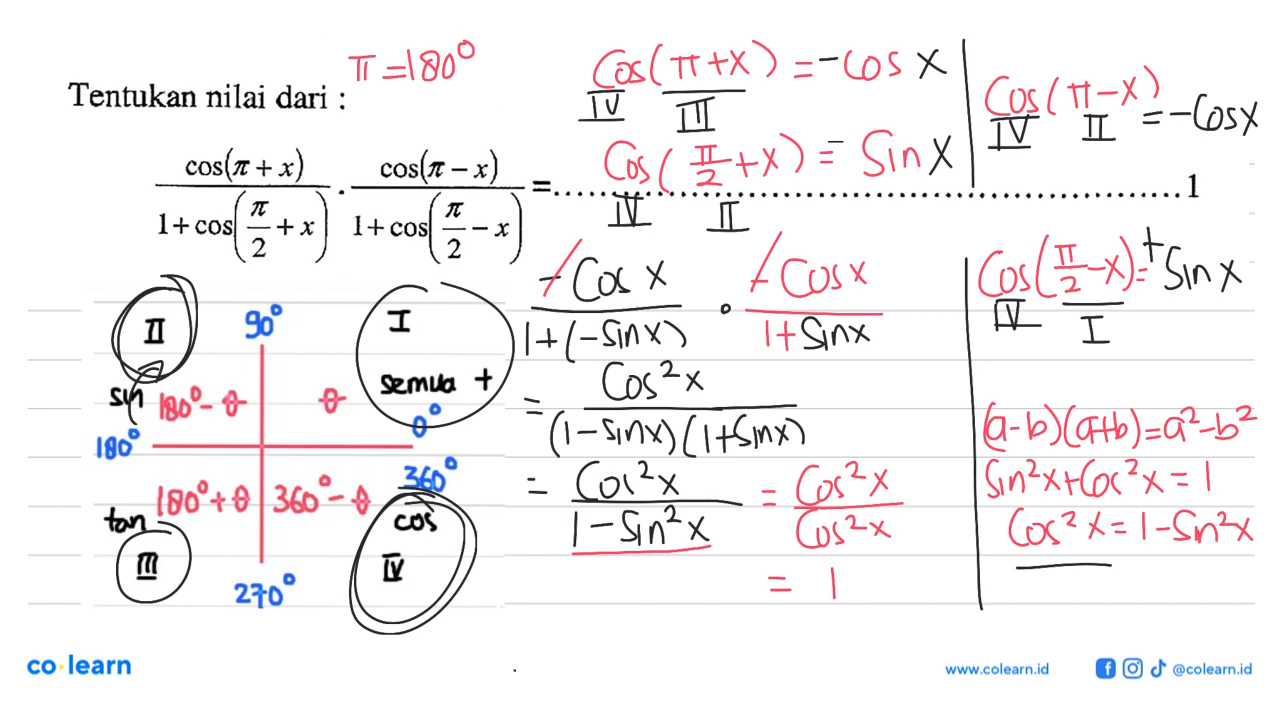 π = 180°
Tentukan nilai dari :
cos(π + x) / (1 + cos(π/2 + x)) · cos(π − x) / (1 + cos(π/2 − x)) = .......... 1
Cos(π + x) = -Cos x
IV III
Cos(π/2 + x) = - Sin x
IV II
Cos(π - x) = -Cos x
IV II
Cos(π/2 - x) = + Sin x
IV I
II 90° I
sin semua +
180° - θ θ
180° 0°
360°
180° + θ 360° - θ
tan cos
III IV
270°
-Cos x / (1 + (-Sin x)) · -Cos x / (1 + Sin x)
= Cos²x / ((1 - Sin x)(1 + Sin x))
= Cos²x / (1 - Sin²x) = Cos²x / Cos²x
= 1
(a-b)(a+b) = a² - b²
Sin²x + Cos²x = 1
Cos²x = 1 - Sin²x
co learn
www.colearn.id
@colearn.id